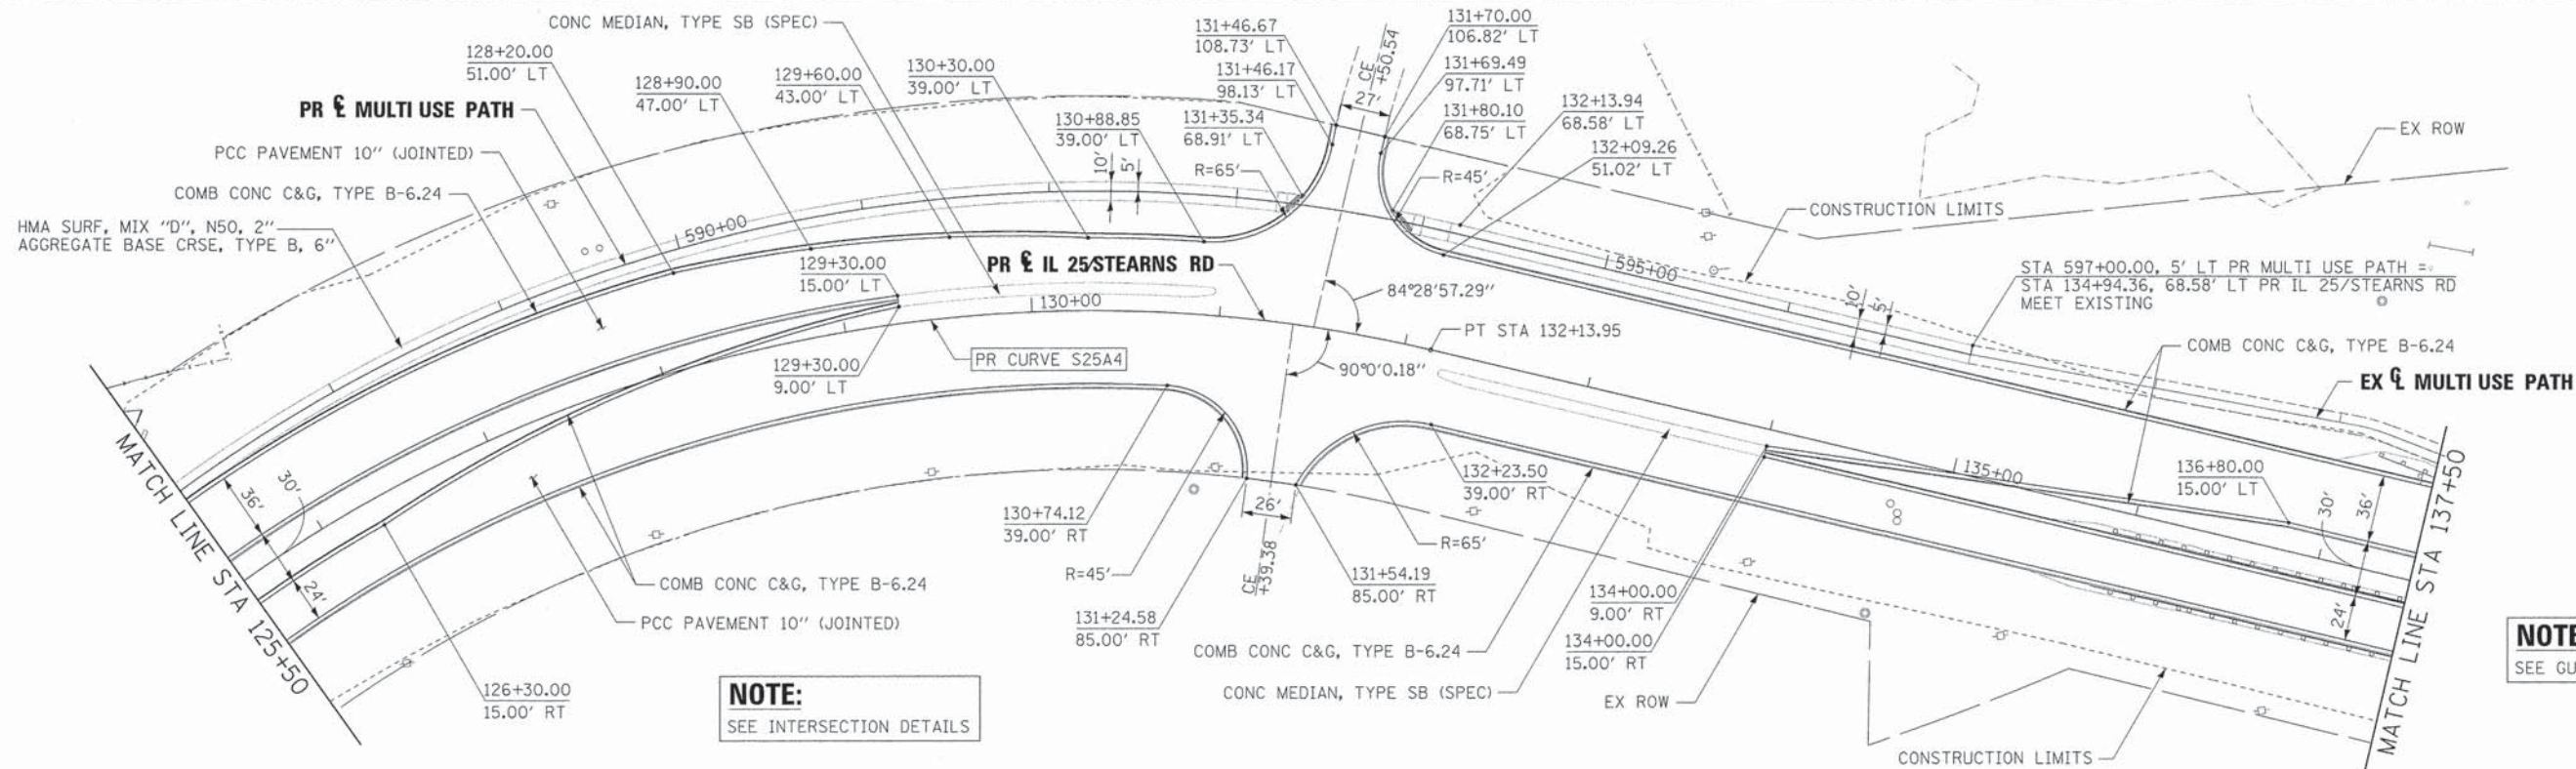 CONC MEDIAN, TYPE SB (SPEC)
128+20.00
51.00' LT
PR ℄ MULTI USE PATH
PCC PAVEMENT 10" (JOINTED)
COMB CONC C&G, TYPE B-6.24
HMA SURF, MIX "D", N50, 2"
AGGREGATE BASE CRSE, TYPE B, 6"
128+90.00
47.00' LT
129+60.00
43.00' LT
130+30.00
39.00' LT
130+88.85
39.00' LT
131+46.67
108.73' LT
131+46.17
98.13' LT
131+35.34
68.91' LT
R=65'
CE
+50.54
27'
131+70.00
106.82' LT
131+69.49
97.71' LT
131+80.10
68.75' LT
R=45'
132+13.94
68.58' LT
132+09.26
51.02' LT
EX ROW
CONSTRUCTION LIMITS
10'
5'
590+00
595+00
10'
5'
STA 597+00.00, 5' LT PR MULTI USE PATH =
STA 134+94.36, 68.58' LT PR IL 25/STEARNS RD
MEET EXISTING
COMB CONC C&G, TYPE B-6.24
EX ℄ MULTI USE PATH
129+30.00
15.00' LT
PR ℄ IL 25/STEARNS RD
130+00
84°28'57.29"
PT STA 132+13.95
90°0'0.18"
129+30.00
9.00' LT
PR CURVE S25A4
MATCH LINE STA 125+50
36'
30'
24'
126+30.00
15.00' RT
COMB CONC C&G, TYPE B-6.24
PCC PAVEMENT 10" (JOINTED)
NOTE:
SEE INTERSECTION DETAILS
130+74.12
39.00' RT
R=45'
131+24.58
85.00' RT
26'
CE
+39.38
131+54.19
85.00' RT
R=65'
132+23.50
39.00' RT
COMB CONC C&G, TYPE B-6.24
CONC MEDIAN, TYPE SB (SPEC)
134+00.00
9.00' RT
134+00.00
15.00' RT
EX ROW
135+00
136+80.00
15.00' LT
30'
36'
24'
MATCH LINE STA 137+50
CONSTRUCTION LIMITS
NOTE
SEE GU